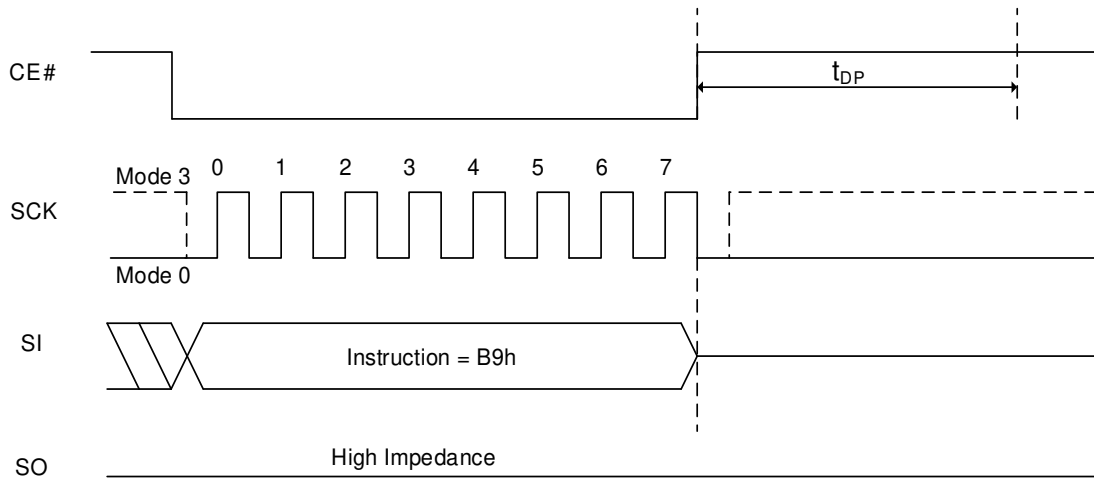 CE#
tDP
Mode 3 0 1 2 3 4 5 6 7
SCK
Mode 0
SI
Instruction = B9h
High Impedance
SO